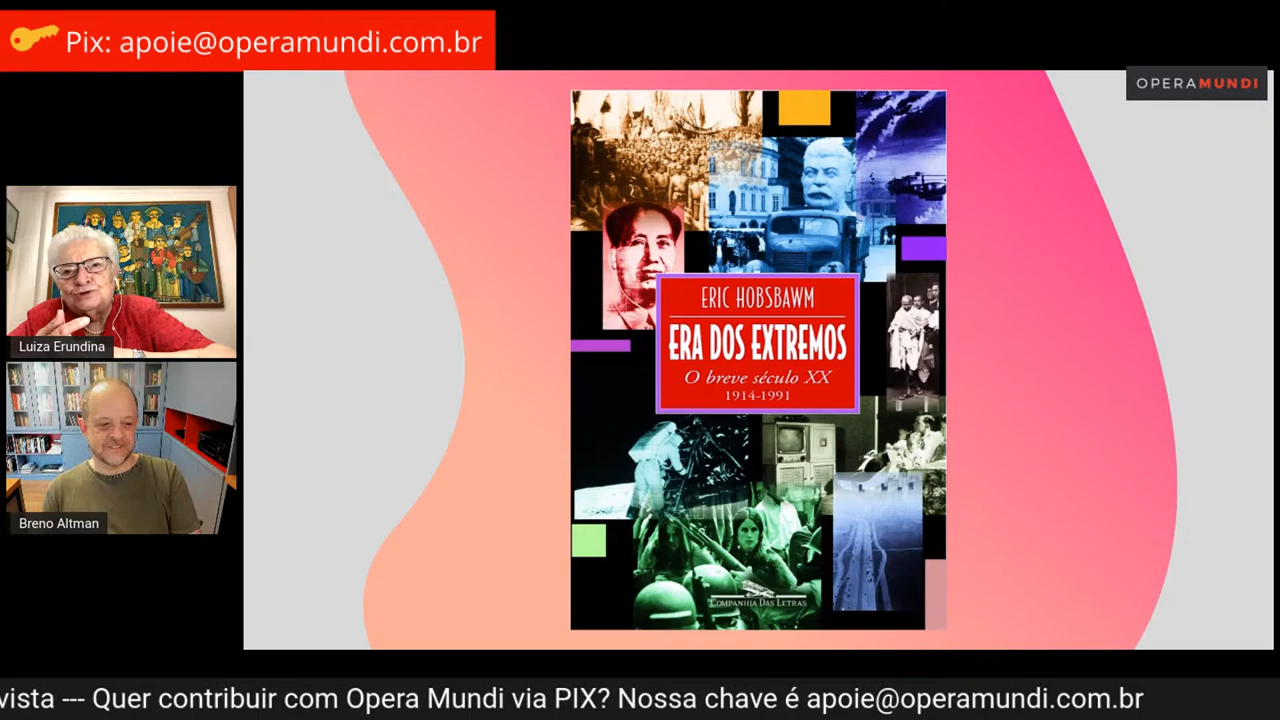 Pix: apoie@operamundi.com.br
OPERAMUNDI
Luiza Erundina
Breno Altman
ERIC HOBSBAWM
ERA DOS EXTREMOS
O breve século XX
1914-1991
COMPANHIA DAS LETRAS
vista --- Quer contribuir com Opera Mundi via PIX? Nossa chave é apoie@operamundi.com.br